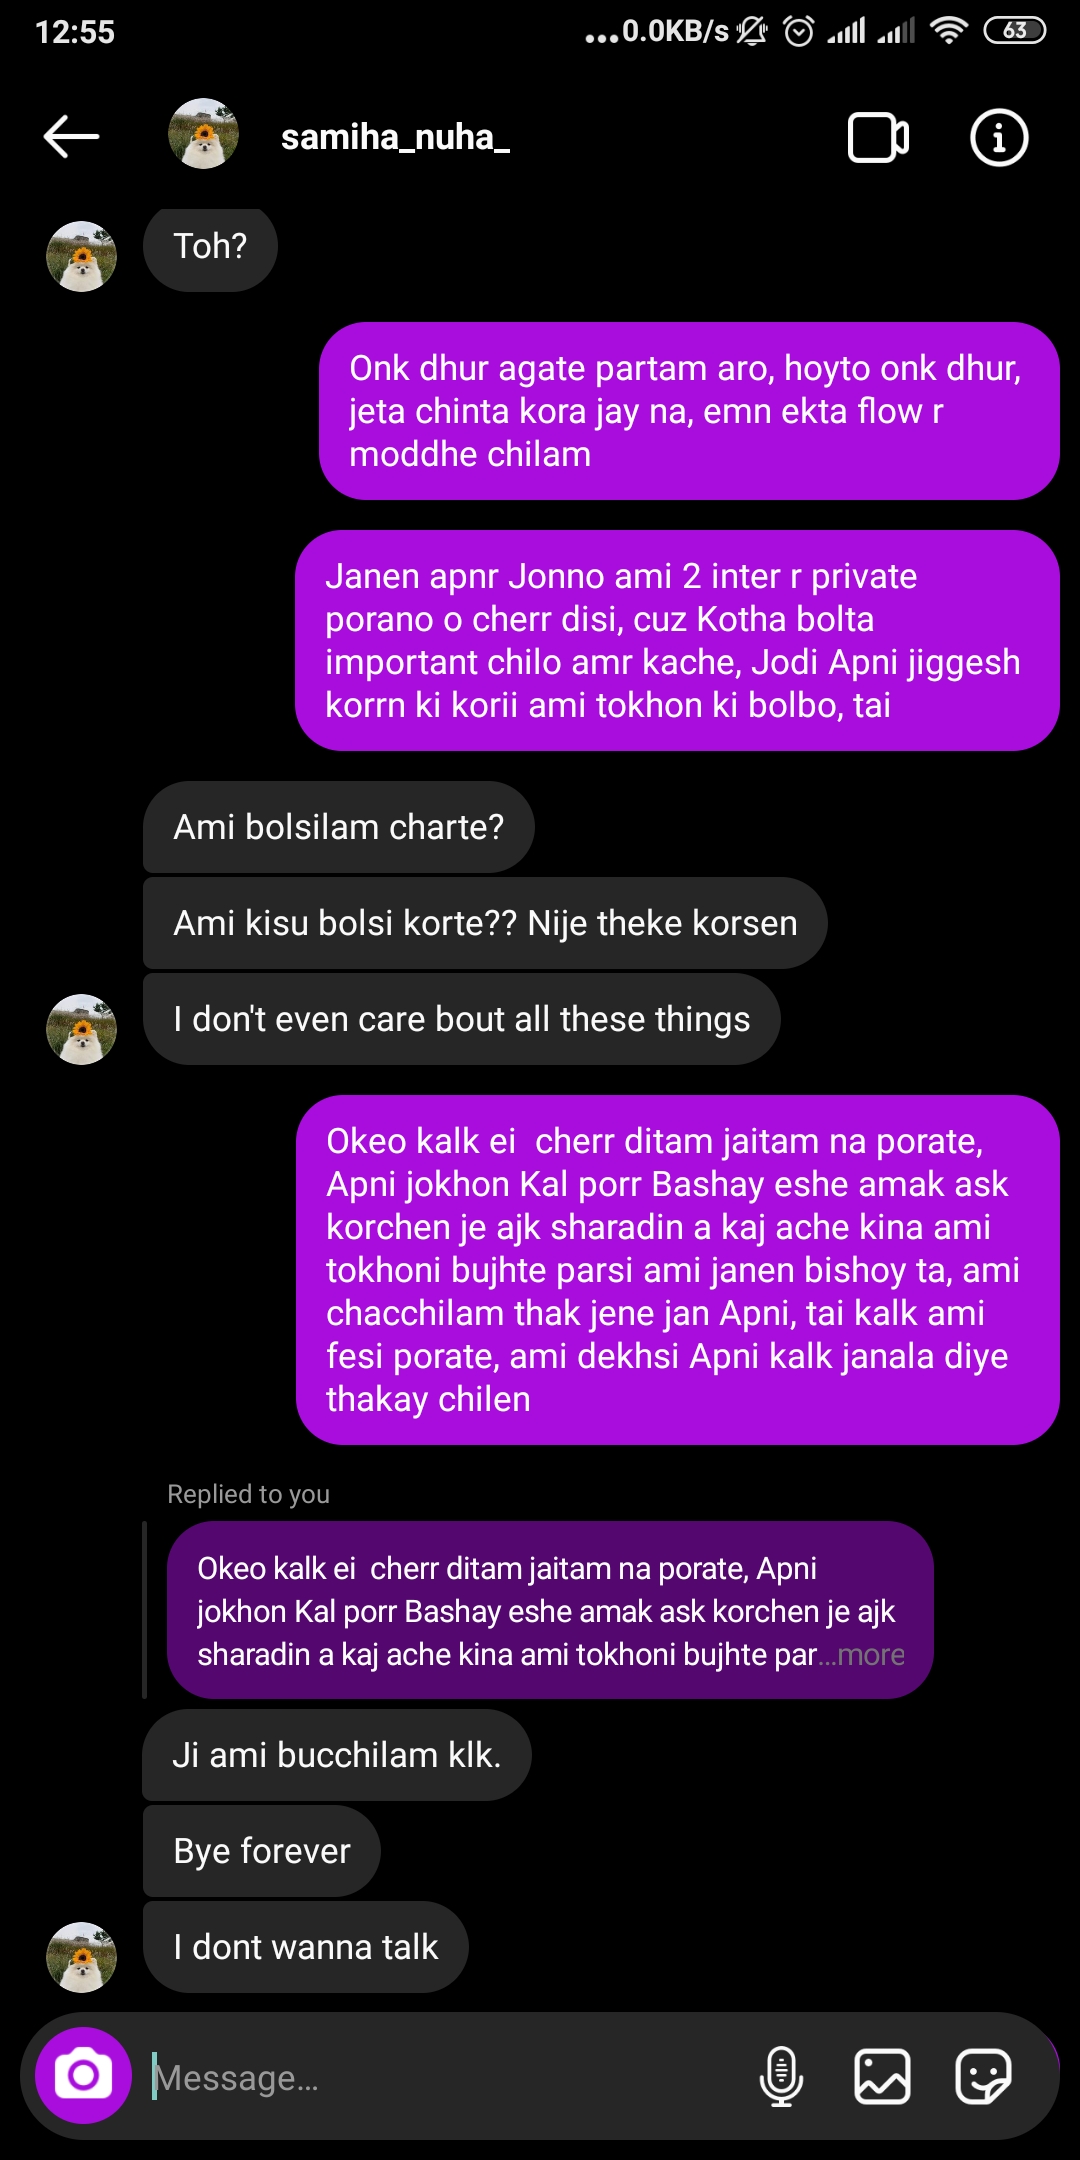 12:55
...0.0KB/s
63
samiha_nuha_
Toh?
Onk dhur agate partam aro, hoyto onk dhur,
jeta chinta kora jay na, emn ekta flow r
moddhe chilam
Janen apnr Jonno ami 2 inter r private
porano o cherr disi, cuz Kotha bolta
important chilo amr kache, Jodi Apni jiggesh
korrn ki korii ami tokhon ki bolbo, tai
Ami bolsilam charte?
Ami kisu bolsi korte?? Nije theke korsen
I don't even care bout all these things
Okeo kalk ei  cherr ditam jaitam na porate,
Apni jokhon Kal porr Bashay eshe amak ask
korchen je ajk sharadin a kaj ache kina ami
tokhoni bujhte parsi ami janen bishoy ta, ami
chacchilam thak jene jan Apni, tai kalk ami
fesi porate, ami dekhsi Apni kalk janala diye
thakay chilen
Replied to you
Okeo kalk ei  cherr ditam jaitam na porate, Apni
jokhon Kal porr Bashay eshe amak ask korchen je ajk
sharadin a kaj ache kina ami tokhoni bujhte par...more
Ji ami bucchilam klk.
Bye forever
I dont wanna talk
Message...